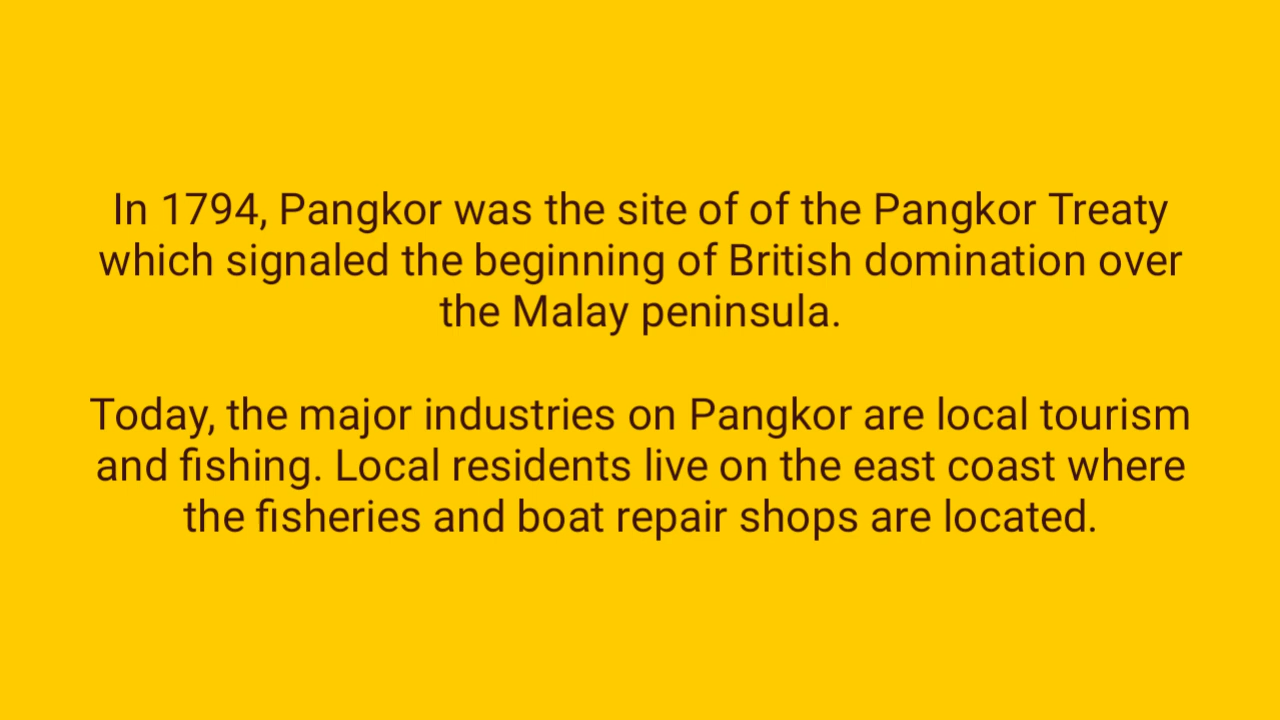 In 1794, Pangkor was the site of of the Pangkor Treaty
which signaled the beginning of British domination over
the Malay peninsula.
Today, the major industries on Pangkor are local tourism
and fishing. Local residents live on the east coast where
the fisheries and boat repair shops are located.